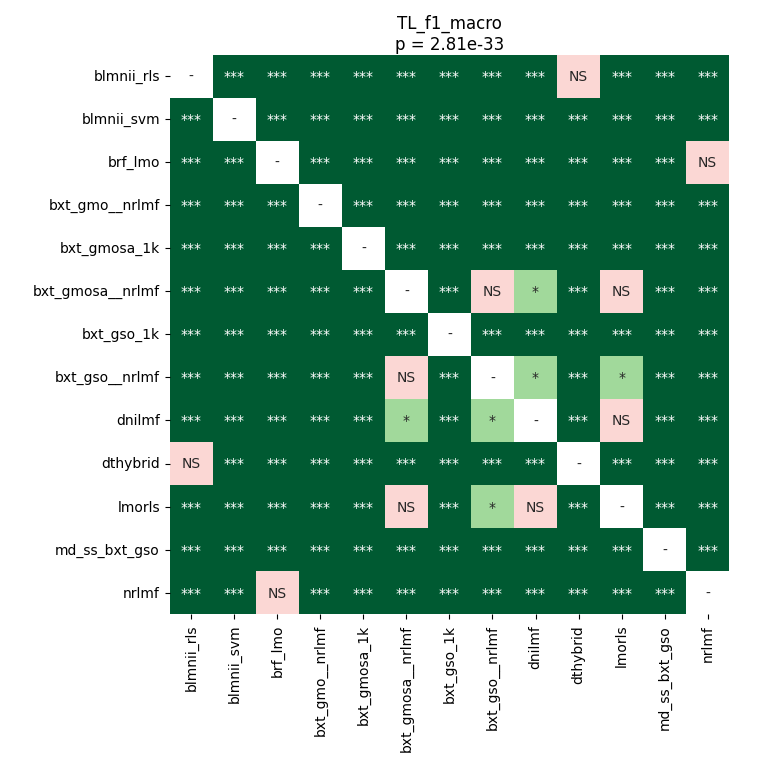 TL_f1_macro
p = 2.81e-33
blmnii_rls - *** *** *** *** *** *** *** *** NS *** *** ***
blmnii_svm *** - *** *** *** *** *** *** *** *** *** *** ***
brf_lmo *** *** - *** *** *** *** *** *** *** *** *** NS
bxt_gmo__nrlmf *** *** *** - *** *** *** *** *** *** *** *** ***
bxt_gmosa_1k *** *** *** *** - *** *** *** *** *** *** *** ***
bxt_gmosa__nrlmf *** *** *** *** *** - *** NS * *** NS *** ***
bxt_gso_1k *** *** *** *** *** *** - *** *** *** *** *** ***
bxt_gso__nrlmf *** *** *** *** *** NS *** - * *** * *** ***
dnilmf *** *** *** *** *** * *** * - *** NS *** ***
dthybrid NS *** *** *** *** *** *** *** *** - *** *** ***
lmorls *** *** *** *** *** NS *** * NS *** - *** ***
md_ss_bxt_gso *** *** *** *** *** *** *** *** *** *** *** - ***
nrlmf *** *** NS *** *** *** *** *** *** *** *** *** -
blmnii_rls
blmnii_svm
brf_lmo
bxt_gmo__nrlmf
bxt_gmosa_1k
bxt_gmosa__nrlmf
bxt_gso_1k
bxt_gso__nrlmf
dnilmf
dthybrid
lmorls
md_ss_bxt_gso
nrlmf